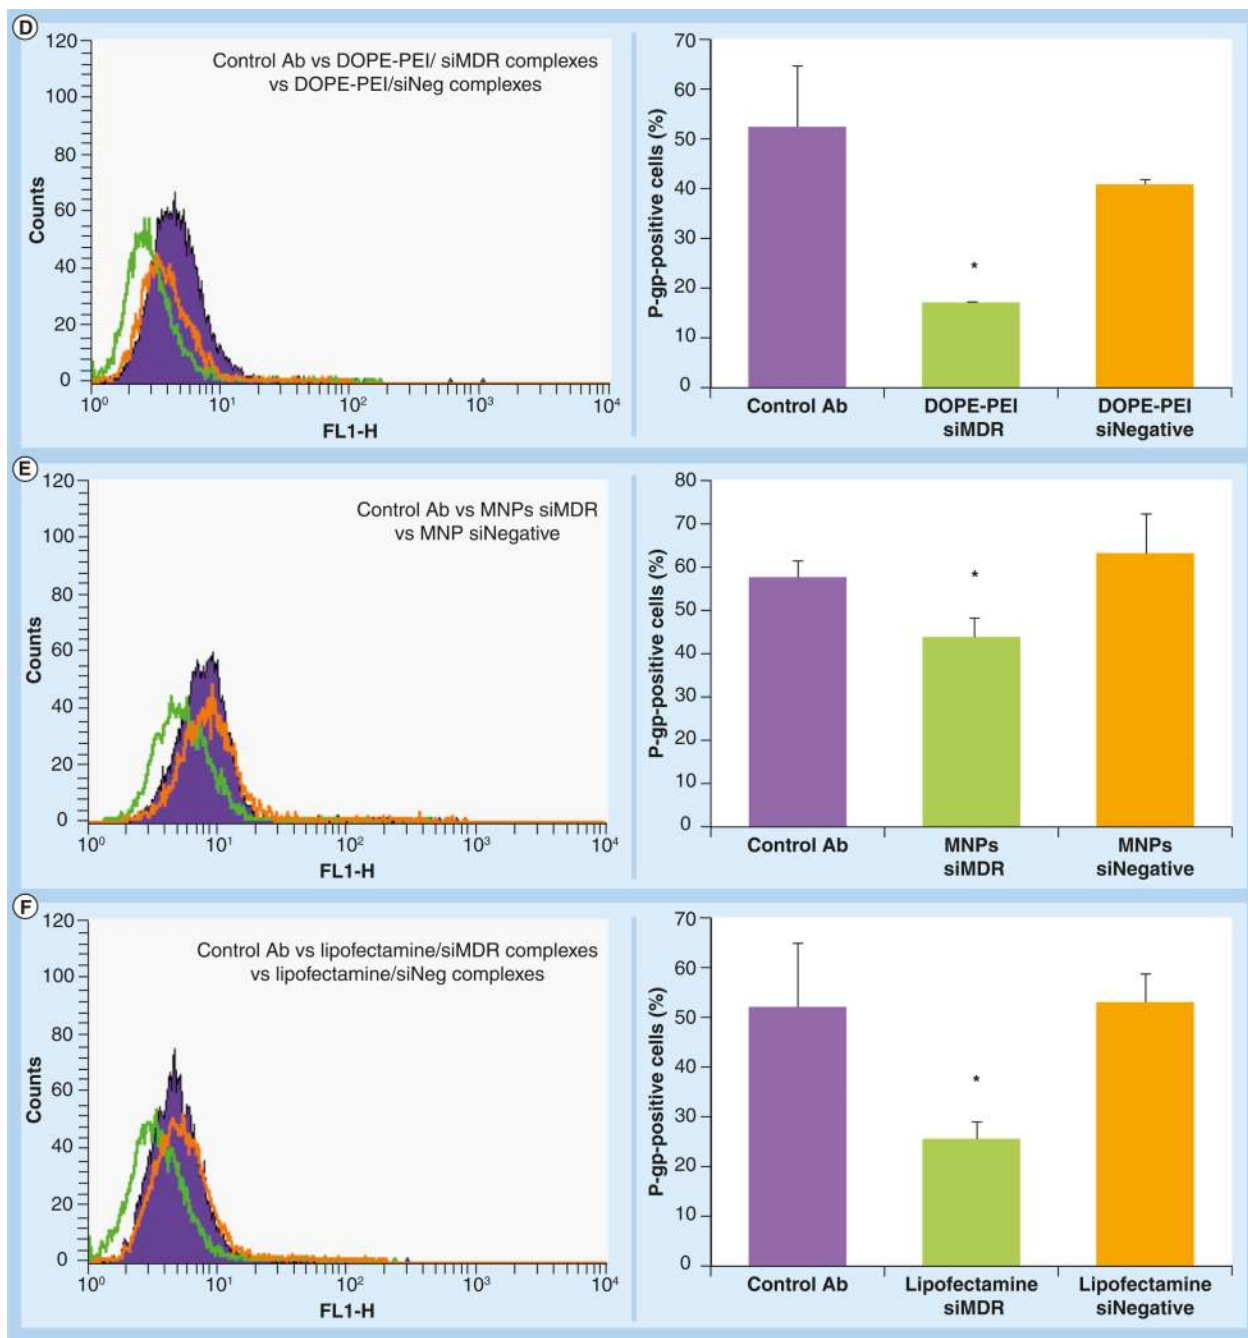 D
120
100
80
60
40
20
0
Counts
Control Ab vs DOPE-PEI/ siMDR complexes
vs DOPE-PEI/siNeg complexes
10⁰ 10¹ 10² 10³ 10⁴
FL1-H
70
60
50
40
30
20
10
0
P-gp-positive cells (%)
*
Control Ab
DOPE-PEI
siMDR
DOPE-PEI
siNegative
E
120
100
80
60
40
20
0
Counts
Control Ab vs MNPs siMDR
vs MNP siNegative
10⁰ 10¹ 10² 10³ 10⁴
FL1-H
80
70
60
50
40
30
20
10
0
P-gp-positive cells (%)
*
Control Ab
MNPs
siMDR
MNPs
siNegative
F
120
100
80
60
40
20
0
Counts
Control Ab vs lipofectamine/siMDR complexes
vs lipofectamine/siNeg complexes
10⁰ 10¹ 10² 10³ 10⁴
FL1-H
70
60
50
40
30
20
10
0
P-gp-positive cells (%)
*
Control Ab
Lipofectamine
siMDR
Lipofectamine
siNegative